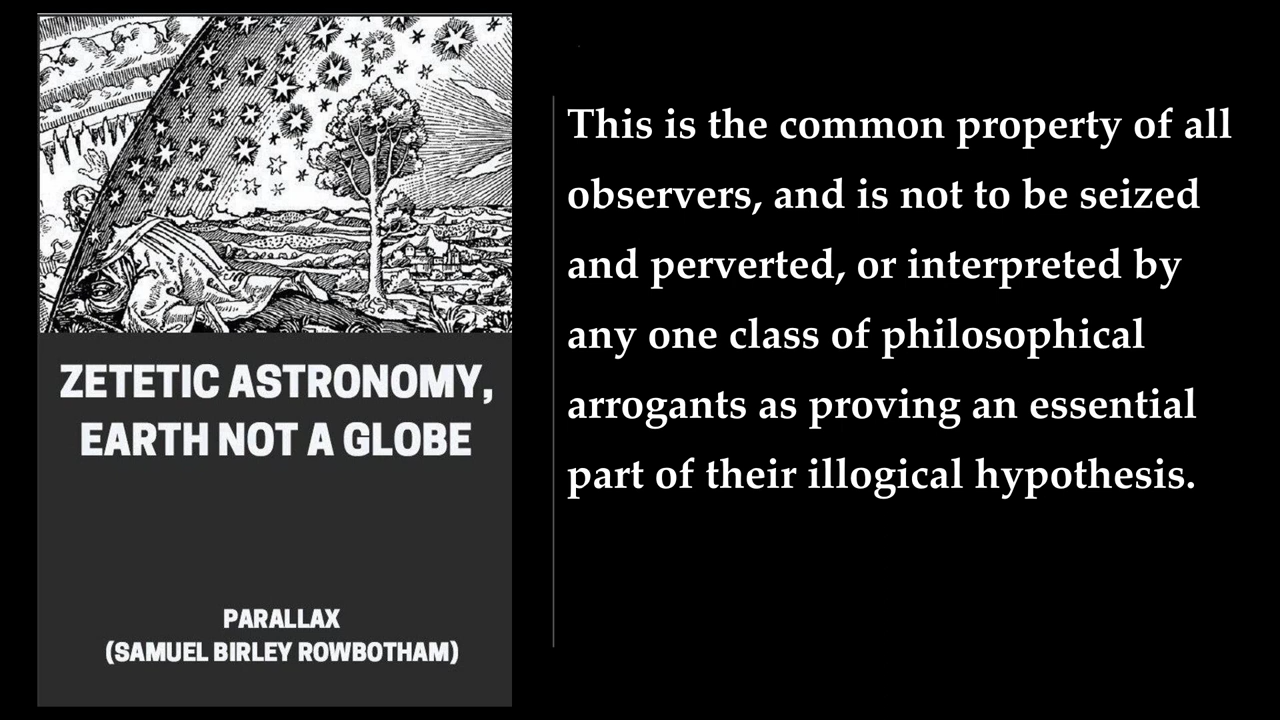 ZETETIC ASTRONOMY,
EARTH NOT A GLOBE
PARALLAX
(SAMUEL BIRLEY ROWBOTHAM)
This is the common property of all
observers, and is not to be seized
and perverted, or interpreted by
any one class of philosophical
arrogants as proving an essential
part of their illogical hypothesis.